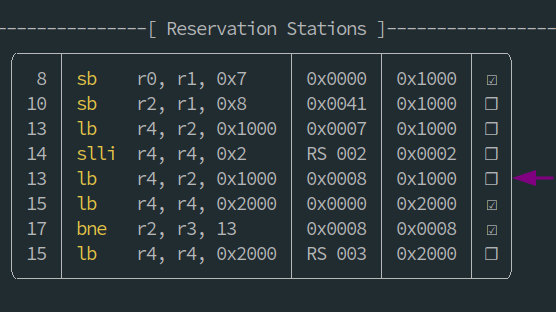 [ Reservation Stations ]
8 sb r0, r1, 0x7 0x0000 0x1000 ☑
10 sb r2, r1, 0x8 0x0041 0x1000 ❒
13 lb r4, r2, 0x1000 0x0007 0x1000 ❒
14 slli r4, r4, 0x2 RS 002 0x0002 ❒
13 lb r4, r2, 0x1000 0x0008 0x1000 ❒
15 lb r4, r4, 0x2000 0x0000 0x2000 ☑
17 bne r2, r3, 13 0x0008 0x0008 ☑
15 lb r4, r4, 0x2000 RS 003 0x2000 ❒